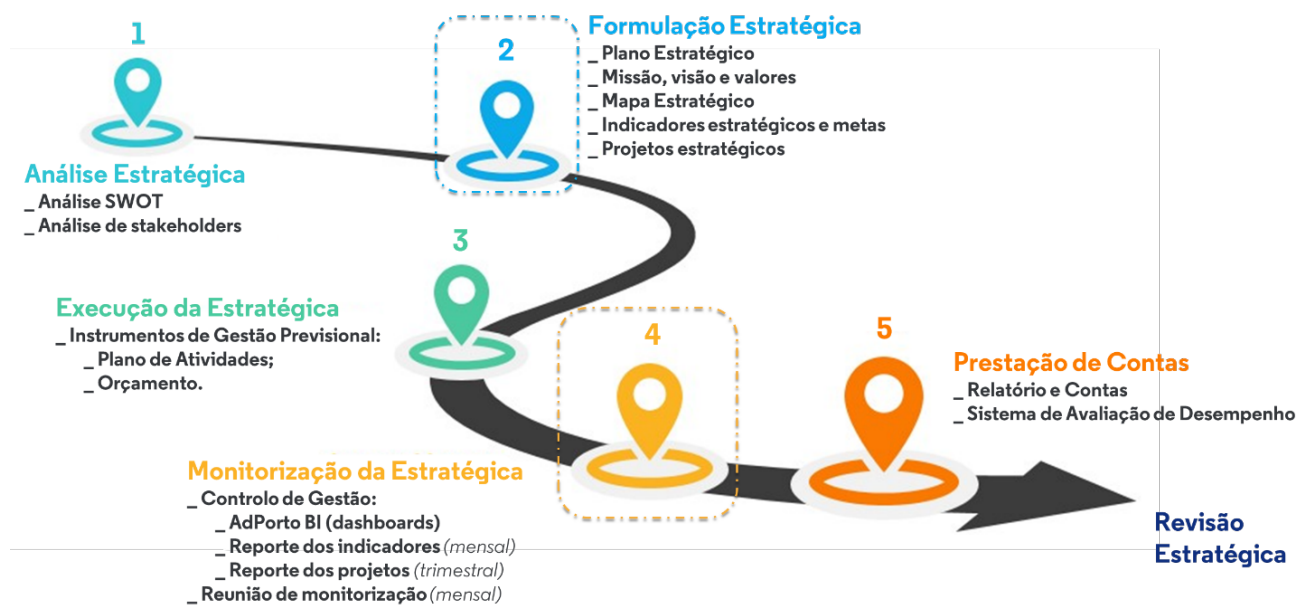 1
Análise Estratégica
_ Análise SWOT
_ Análise de stakeholders
2
Formulação Estratégica
_ Plano Estratégico
_ Missão, visão e valores
_ Mapa Estratégico
_ Indicadores estratégicos e metas
_ Projetos estratégicos
3
Execução da Estratégica
_ Instrumentos de Gestão Previsional:
_ Plano de Atividades;
_ Orçamento.
4
Monitorização da Estratégica
_ Controlo de Gestão:
_ AdPorto BI (dashboards)
_ Reporte dos indicadores (mensal)
_ Reporte dos projetos (trimestral)
_ Reunião de monitorização (mensal)
5
Prestação de Contas
_ Relatório e Contas
_ Sistema de Avaliação de Desempenho
Revisão
Estratégica